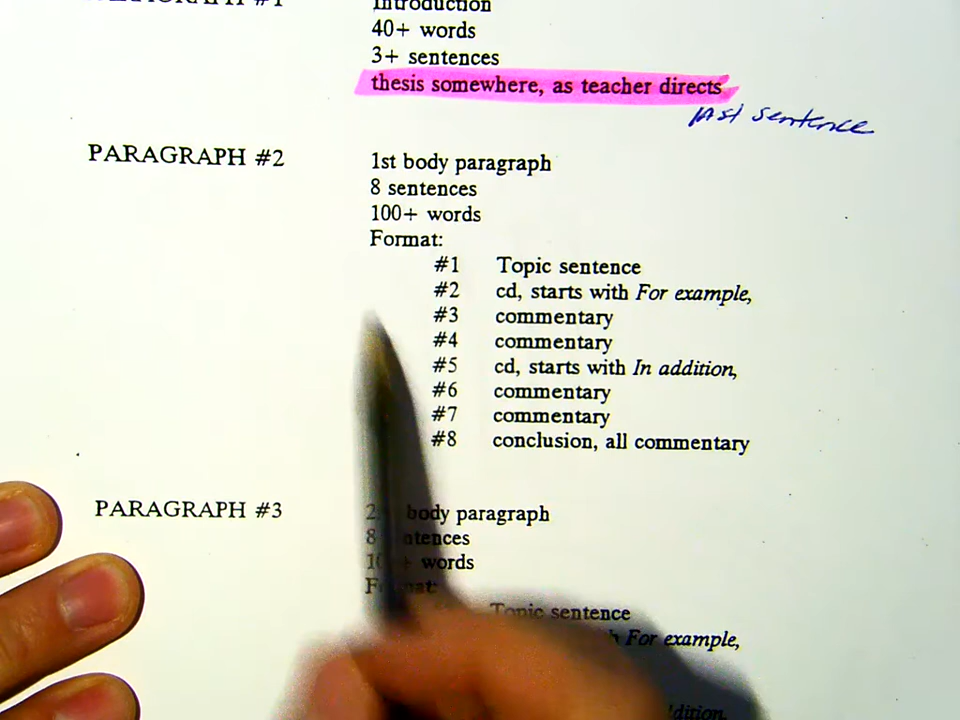 Introduction
40+ words
3+ sentences
thesis somewhere, as teacher directs
last sentence
PARAGRAPH #2
1st body paragraph
8 sentences
100+ words
Format:
#1 Topic sentence
#2 cd, starts with For example,
#3 commentary
#4 commentary
#5 cd, starts with In addition,
#6 commentary
#7 commentary
#8 conclusion, all commentary
PARAGRAPH #3
body paragraph
words
Topic sentence
For example,